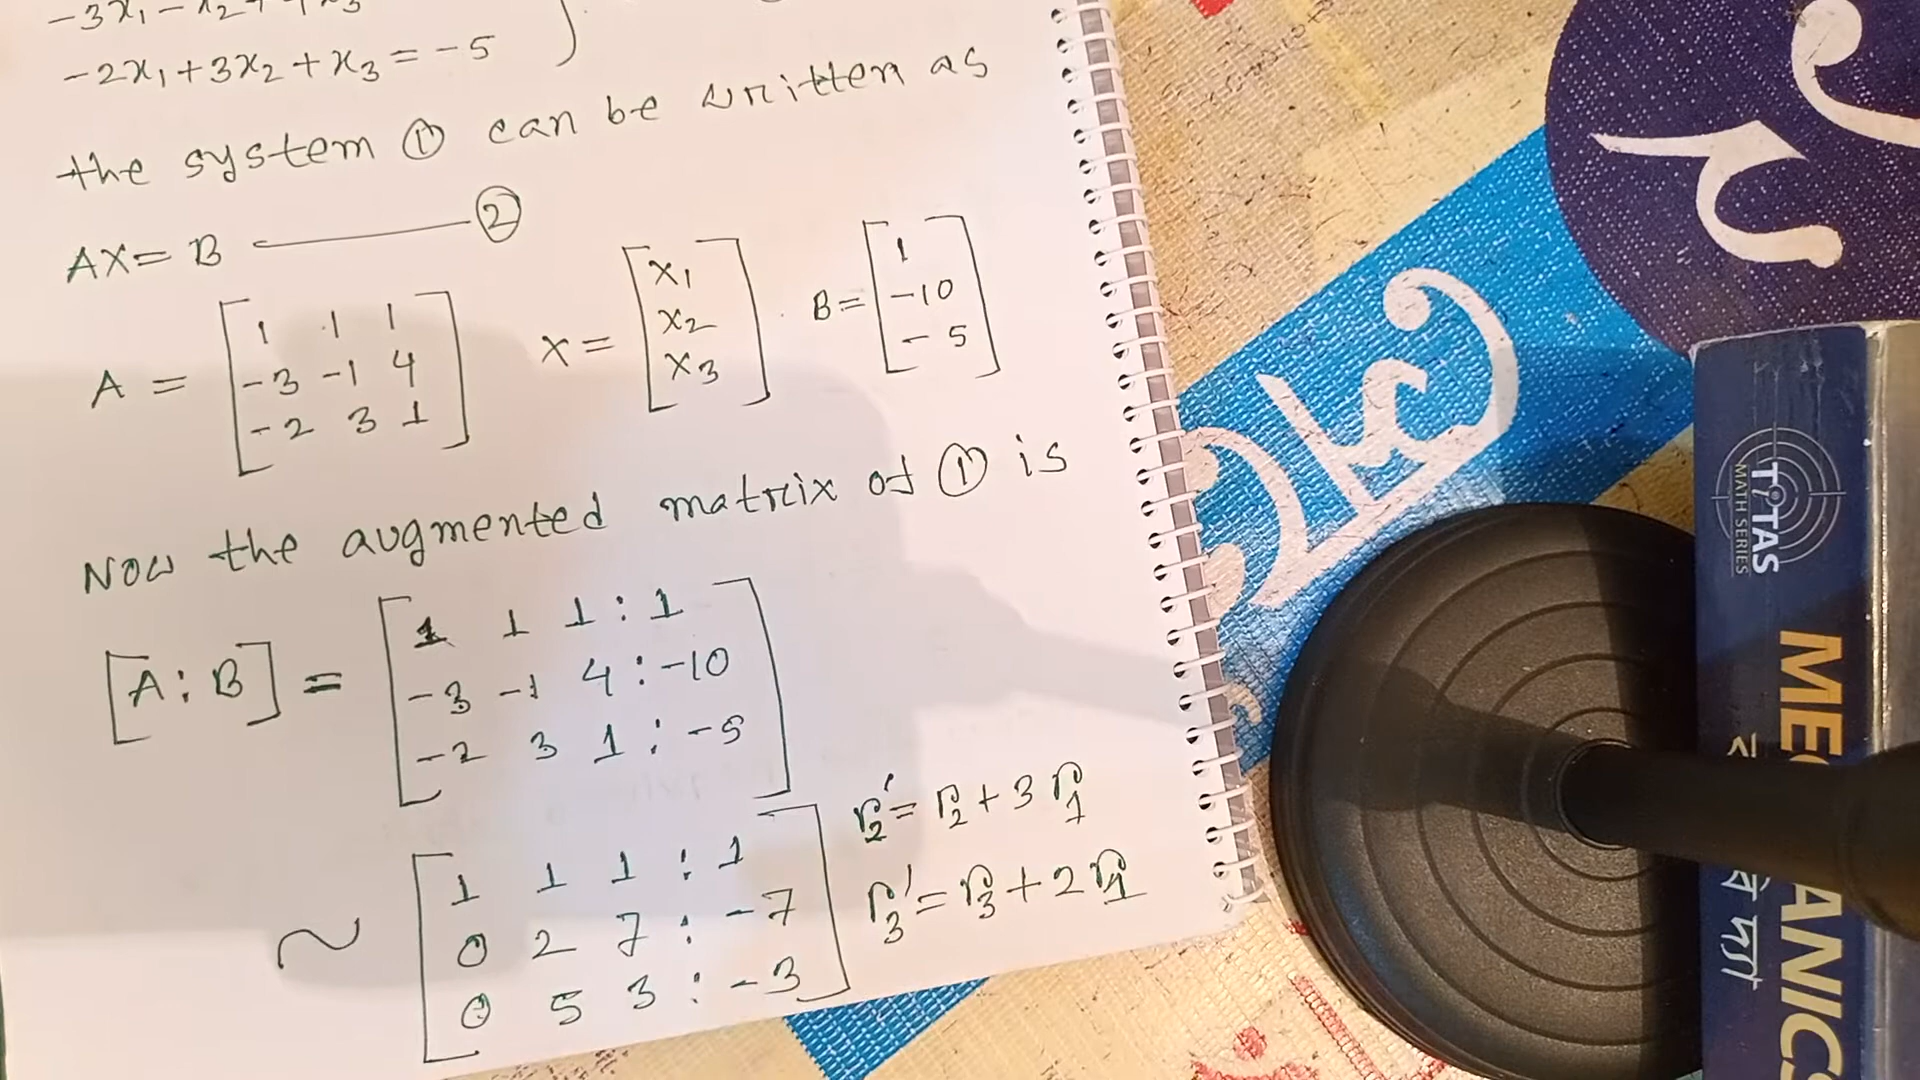 -3x₁ - x₂ + 4x₃
-2x₁ + 3x₂ + x₃ = -5 }
the system ① can be written as
AX = B ——— ②
A = [1 1 1; -3 -1 4; -2 3 1] X = [x₁; x₂; x₃] B = [1; -10; -5]
Now the augmented matrix of ① is
[A : B] = [1 1 1 : 1
-3 -1 4 : -10
-2 3 1 : -5]
~ [1 1 1 : 1
0 2 7 : -7
0 5 3 : -3]
r₂' = r₂ + 3r₁
r₃' = r₃ + 2r₁
TITAS
MATH SERIES